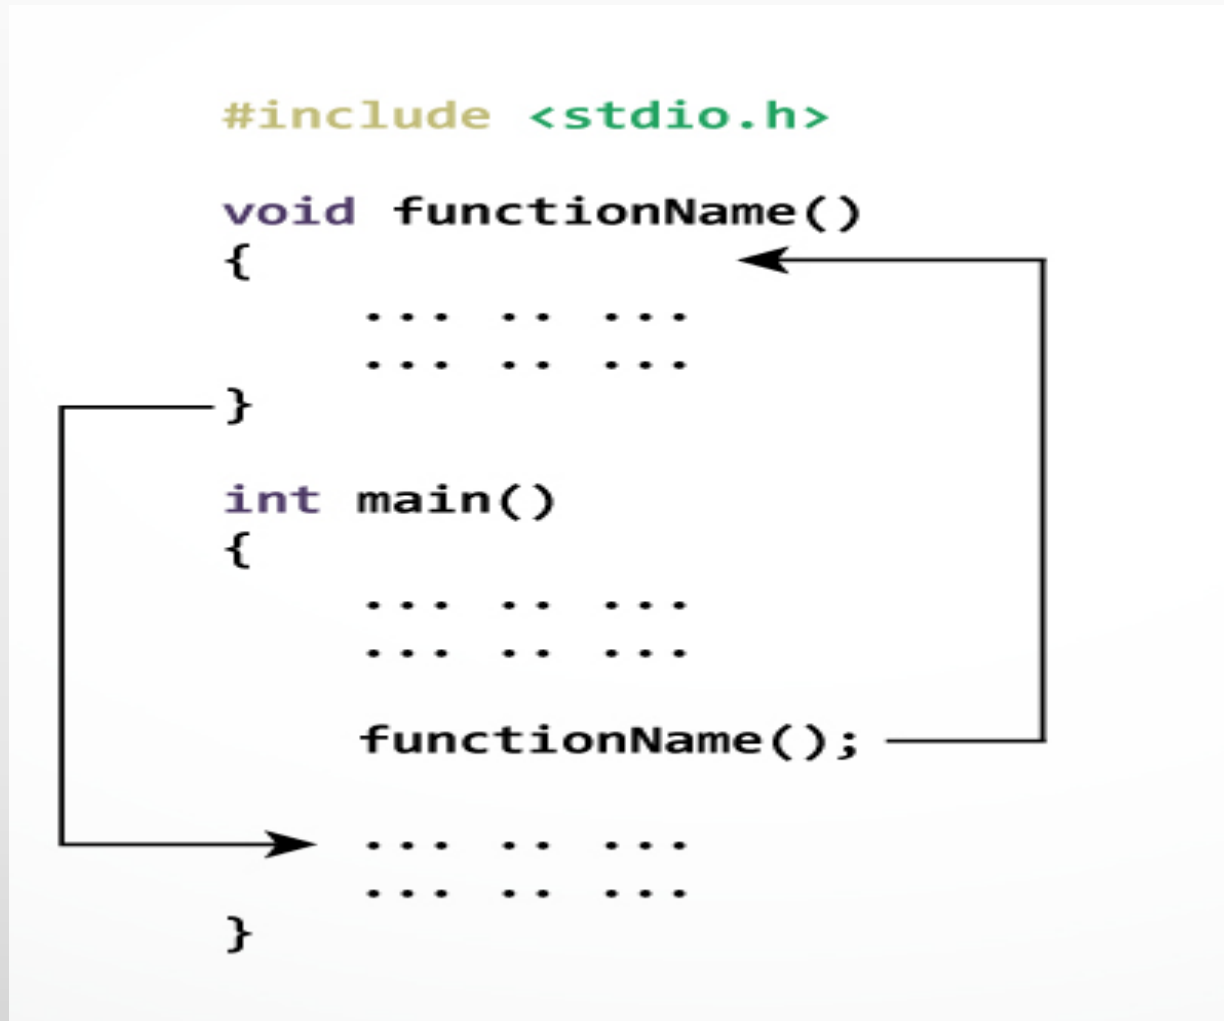 #include <stdio.h>
void functionName()
{
... .. ...
... .. ...
}
int main()
{
... .. ...
... .. ...
functionName();
... .. ...
... .. ...
}